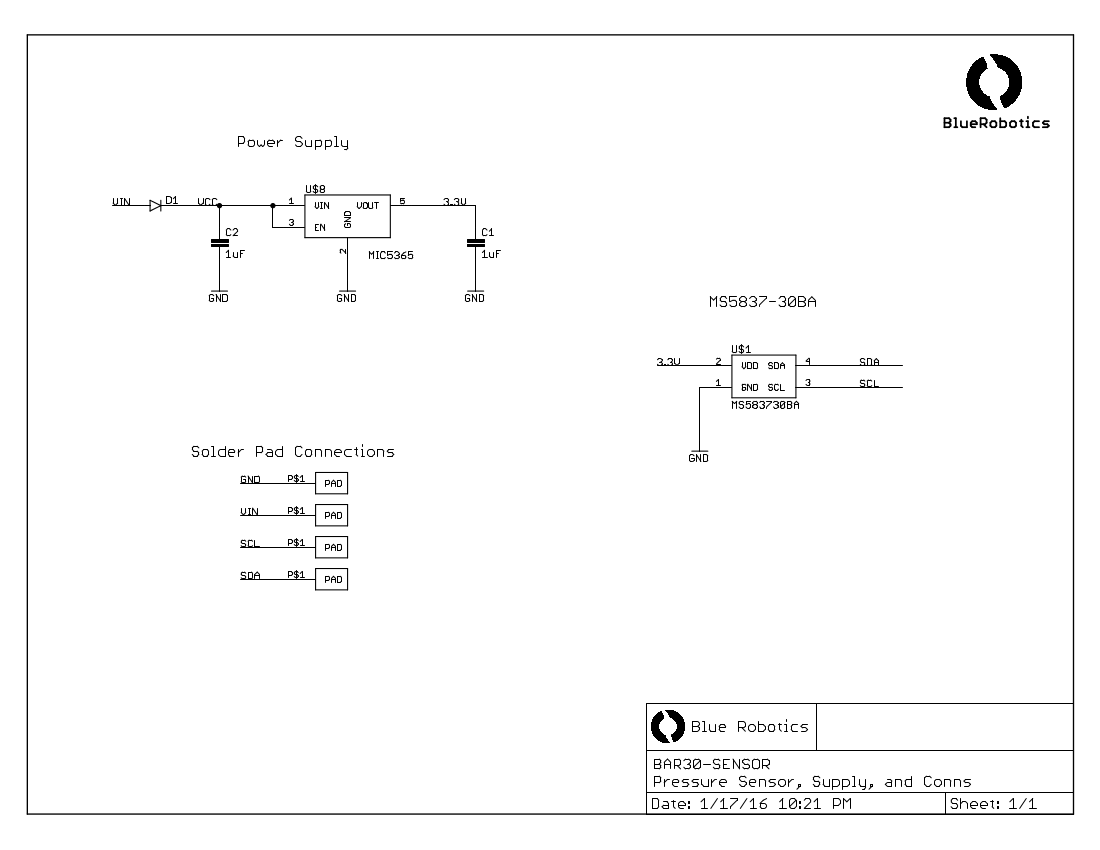 BlueRobotics
Power Supply
U$8
VIN D1 VCC 1 VIN VOUT 5 3.3V
GND
3 EN
C2 C1
2
1uF MIC5365 1uF
GND GND GND
MS5837-30BA
U$1
3.3V 2 VDD SDA 4 SDA
1 GND SCL 3 SCL
MS583730BA
GND
Solder Pad Connections
GND P$1 PAD
VIN P$1 PAD
SCL P$1 PAD
SDA P$1 PAD
Blue Robotics
BAR30-SENSOR
Pressure Sensor, Supply, and Conns
Date: 1/17/16 10:21 PM Sheet: 1/1